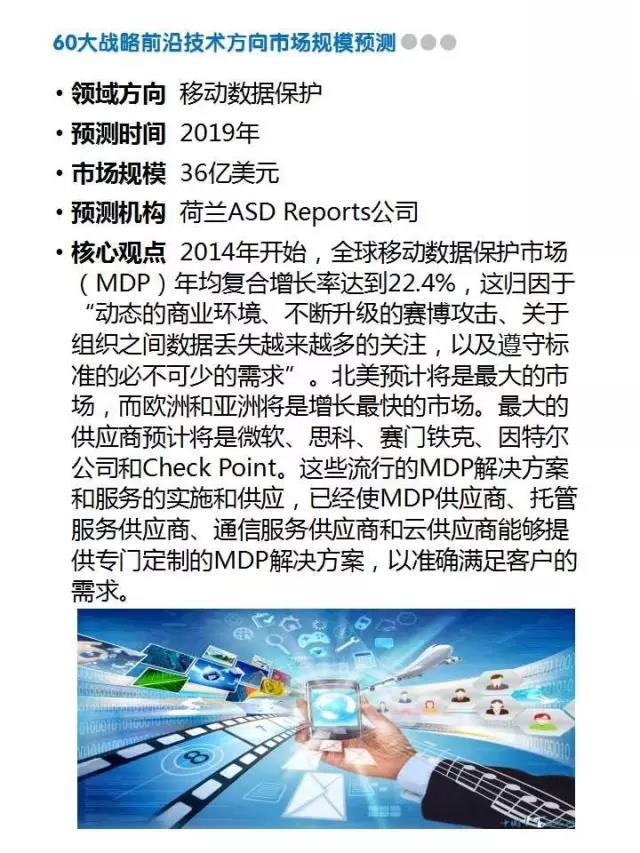 60大战略前沿技术方向市场规模预测
•领域方向 移动数据保护
•预测时间 2019年
•市场规模 36亿美元
•预测机构 荷兰ASD Reports公司
•核心观点 2014年开始，全球移动数据保护市场
（MDP）年均复合增长率达到22.4%，这归因于
“动态的商业环境、不断升级的赛博攻击、关于
组织之间数据丢失越来越多的关注，以及遵守标
准的必不可少的需求”。北美预计将是最大的市
场，而欧洲和亚洲将是增长最快的市场。最大的
供应商预计将是微软、思科、赛门铁克、因特尔
公司和Check Point。这些流行的MDP解决方案
和服务的实施和供应，已经使MDP供应商、托管
服务供应商、通信服务供应商和云供应商能够提
供专门定制的MDP解决方案，以准确满足客户的
需求。
8